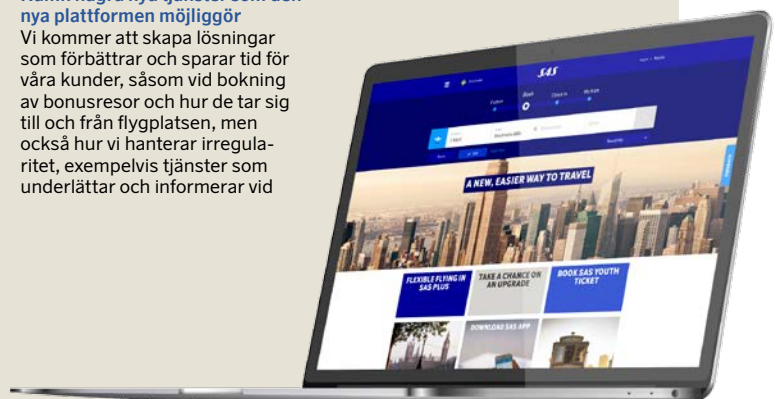 nya plattformen möjliggör
Vi kommer att skapa lösningar
som förbättrar och sparar tid för
våra kunder, såsom vid bokning
av bonusresor och hur de tar sig
till och från flygplatsen, men
också hur vi hanterar irregula-
ritet, exempelvis tjänster som
underlättar och informerar vid
SAS
Book
A NEW, EASIER WAY TO TRAVEL
FLEXIBLE FLYING IN
SAS PLUS
TAKE A CHANCE ON
AN UPGRADE
BOOK SAS YOUTH
TICKET
DOWNLOAD SAS APP